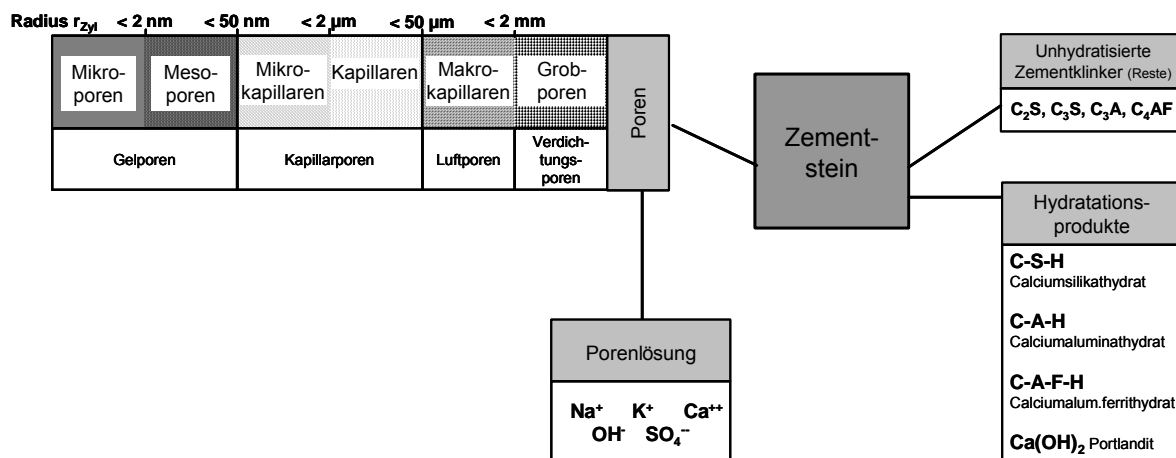 Radius r_Zyl < 2 nm < 50 nm < 2 µm < 50 µm < 2 mm
Mikro-
poren
Meso-
poren
Mikro-
kapillaren
Kapillaren
Makro-
kapillaren
Grob-
poren
Gelporen
Kapillarporen
Luftporen
Verdich-
tungs-
poren
Poren
Zement-
stein
Unhydratisierte
Zementklinker (Reste)
C₂S, C₃S, C₃A, C₄AF
Hydratations-
produkte
C-S-H
Calciumsilikathydrat
C-A-H
Calciumaluminathydrat
C-A-F-H
Calciumalum.ferrithydrat
Ca(OH)₂ Portlandit
Porenlösung
Na⁺ K⁺ Ca⁺⁺
OH⁻ SO₄⁻⁻